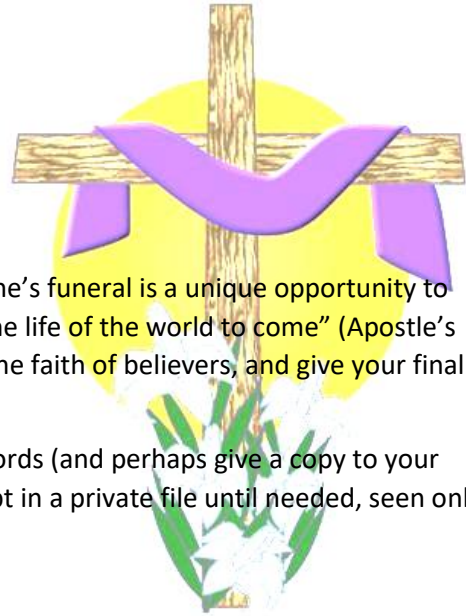 ne’s funeral is a unique opportunity to
he life of the world to come” (Apostle’s
he faith of believers, and give your final
ords (and perhaps give a copy to your
pt in a private file until needed, seen onl